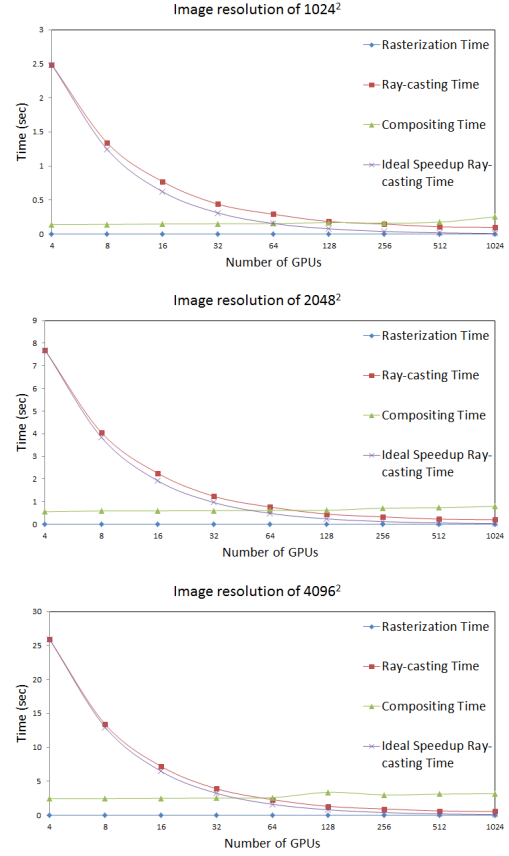 Image resolution of 1024²
3
2.5
2
1.5
1
0.5
0
Time (sec)
Rasterization Time
Ray-casting Time
Compositing Time
Ideal Speedup Ray-
casting Time
4 8 16 32 64 128 256 512 1024
Number of GPUs
Image resolution of 2048²
9
8
7
6
5
4
3
2
1
0
Time (sec)
Rasterization Time
Ray-casting Time
Compositing Time
Ideal Speedup Ray-
casting Time
4 8 16 32 64 128 256 512 1024
Number of GPUs
Image resolution of 4096²
30
25
20
15
10
5
0
Time (sec)
Rasterization Time
Ray-casting Time
Compositing Time
Ideal Speedup Ray-
casting Time
4 8 16 32 64 128 256 512 1024
Number of GPUs